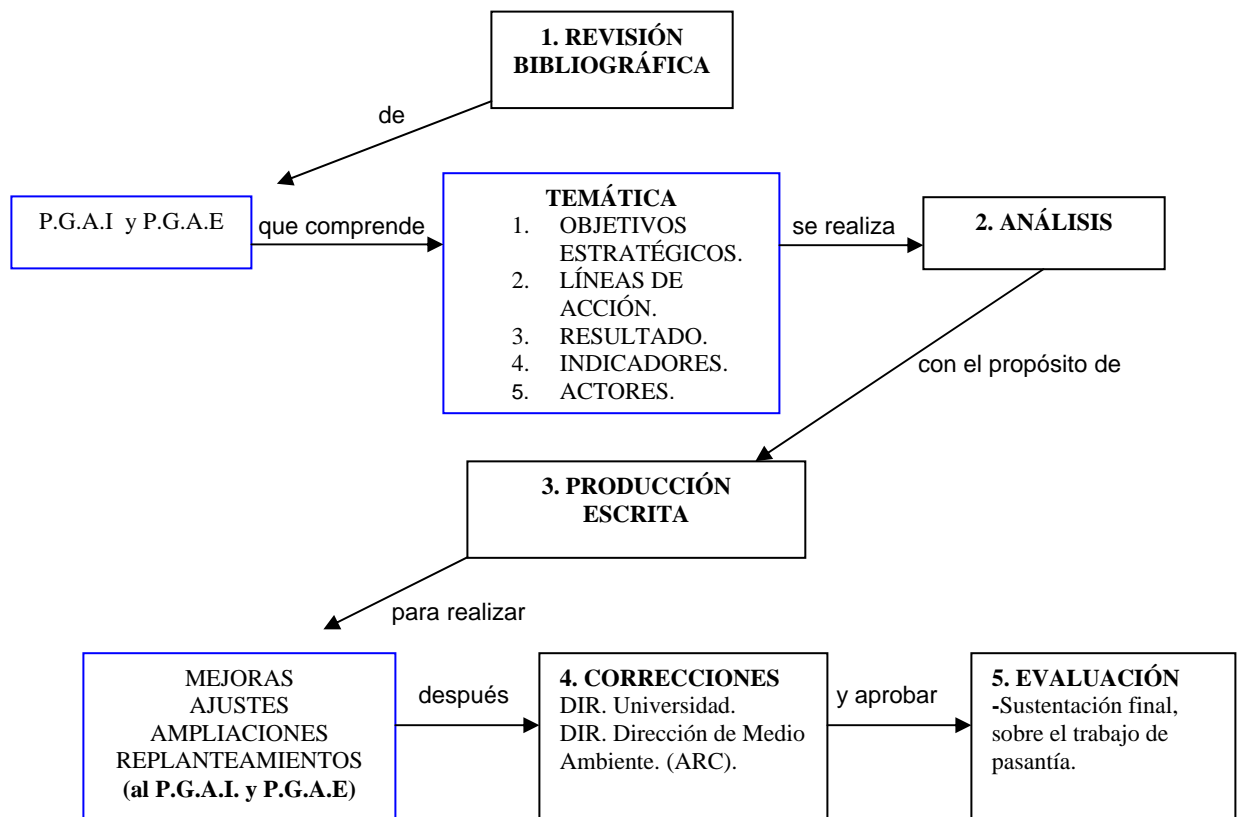 1. REVISIÓN
BIBLIOGRÁFICA
de
P.G.A.I y P.G.A.E
que comprende
TEMÁTICA
1. OBJETIVOS
ESTRATÉGICOS.
2. LÍNEAS DE
ACCIÓN.
3. RESULTADO.
4. INDICADORES.
5. ACTORES.
se realiza
2. ANÁLISIS
con el propósito de
3. PRODUCCIÓN
ESCRITA
para realizar
MEJORAS
AJUSTES
AMPLIACIONES
REPLANTEAMIENTOS
(al P.G.A.I. y P.G.A.E)
después
4. CORRECCIONES
DIR. Universidad.
DIR. Dirección de Medio
Ambiente. (ARC).
y aprobar
5. EVALUACIÓN
-Sustentación final,
sobre el trabajo de
pasantía.